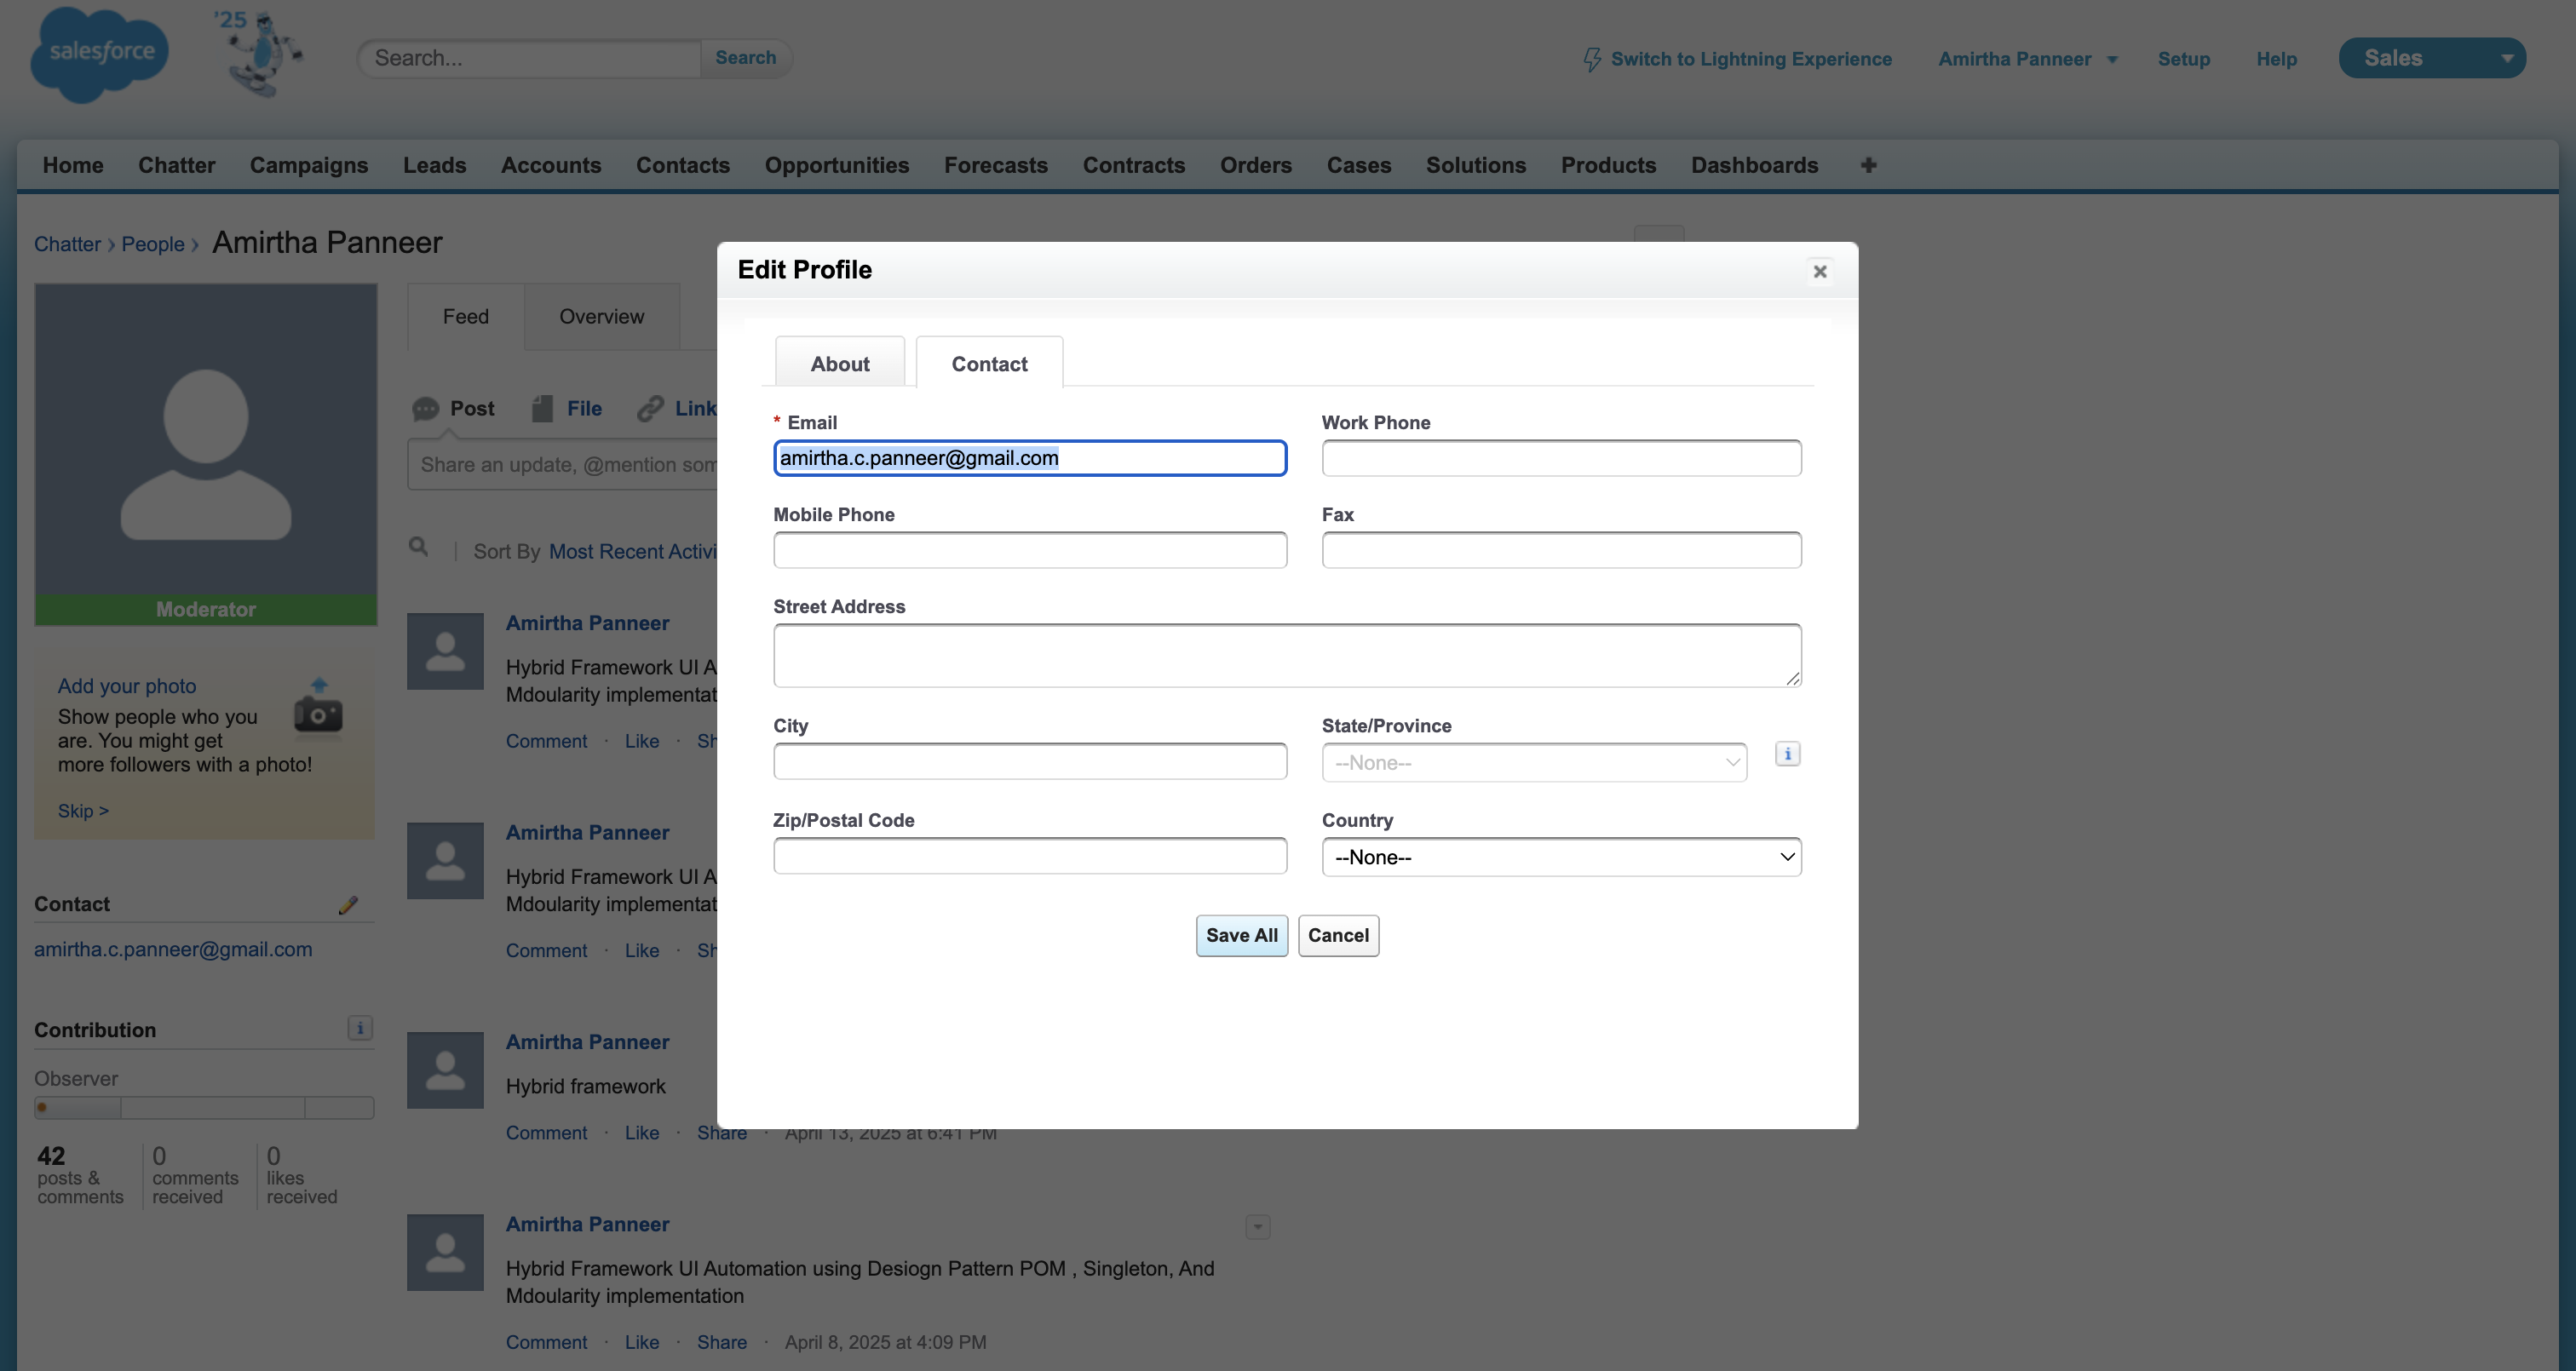 salesforce
'25
Search...
Search
Switch to Lightning Experience
Amirtha Panneer
Setup
Help
Sales
Home
Chatter
Campaigns
Leads
Accounts
Contacts
Opportunities
Forecasts
Contracts
Orders
Cases
Solutions
Products
Dashboards
Chatter › People › Amirtha Panneer
Moderator
Add your photo
Show people who you
are. You might get
more followers with a photo!
Skip >
Contact
amirtha.c.panneer@gmail.com
Contribution
Observer
42
posts &
comments
0
comments
received
0
likes
received
Feed
Overview
Post
File
Link
Share an update, @mention som
Sort By Most Recent Activi
Amirtha Panneer
Hybrid Framework UI A
Mdoularity implementat
Comment · Like · Sh
Amirtha Panneer
Hybrid Framework UI A
Mdoularity implementat
Comment · Like · Sh
Amirtha Panneer
Hybrid framework
Comment · Like · Share · April 13, 2025 at 6:41 PM
Amirtha Panneer
Hybrid Framework UI Automation using Desiogn Pattern POM , Singleton, And
Mdoularity implementation
Comment · Like · Share · April 8, 2025 at 4:09 PM
Edit Profile
About
Contact
* Email
amirtha.c.panneer@gmail.com
Work Phone
Mobile Phone
Fax
Street Address
City
State/Province
--None--
Zip/Postal Code
Country
--None--
Save All
Cancel